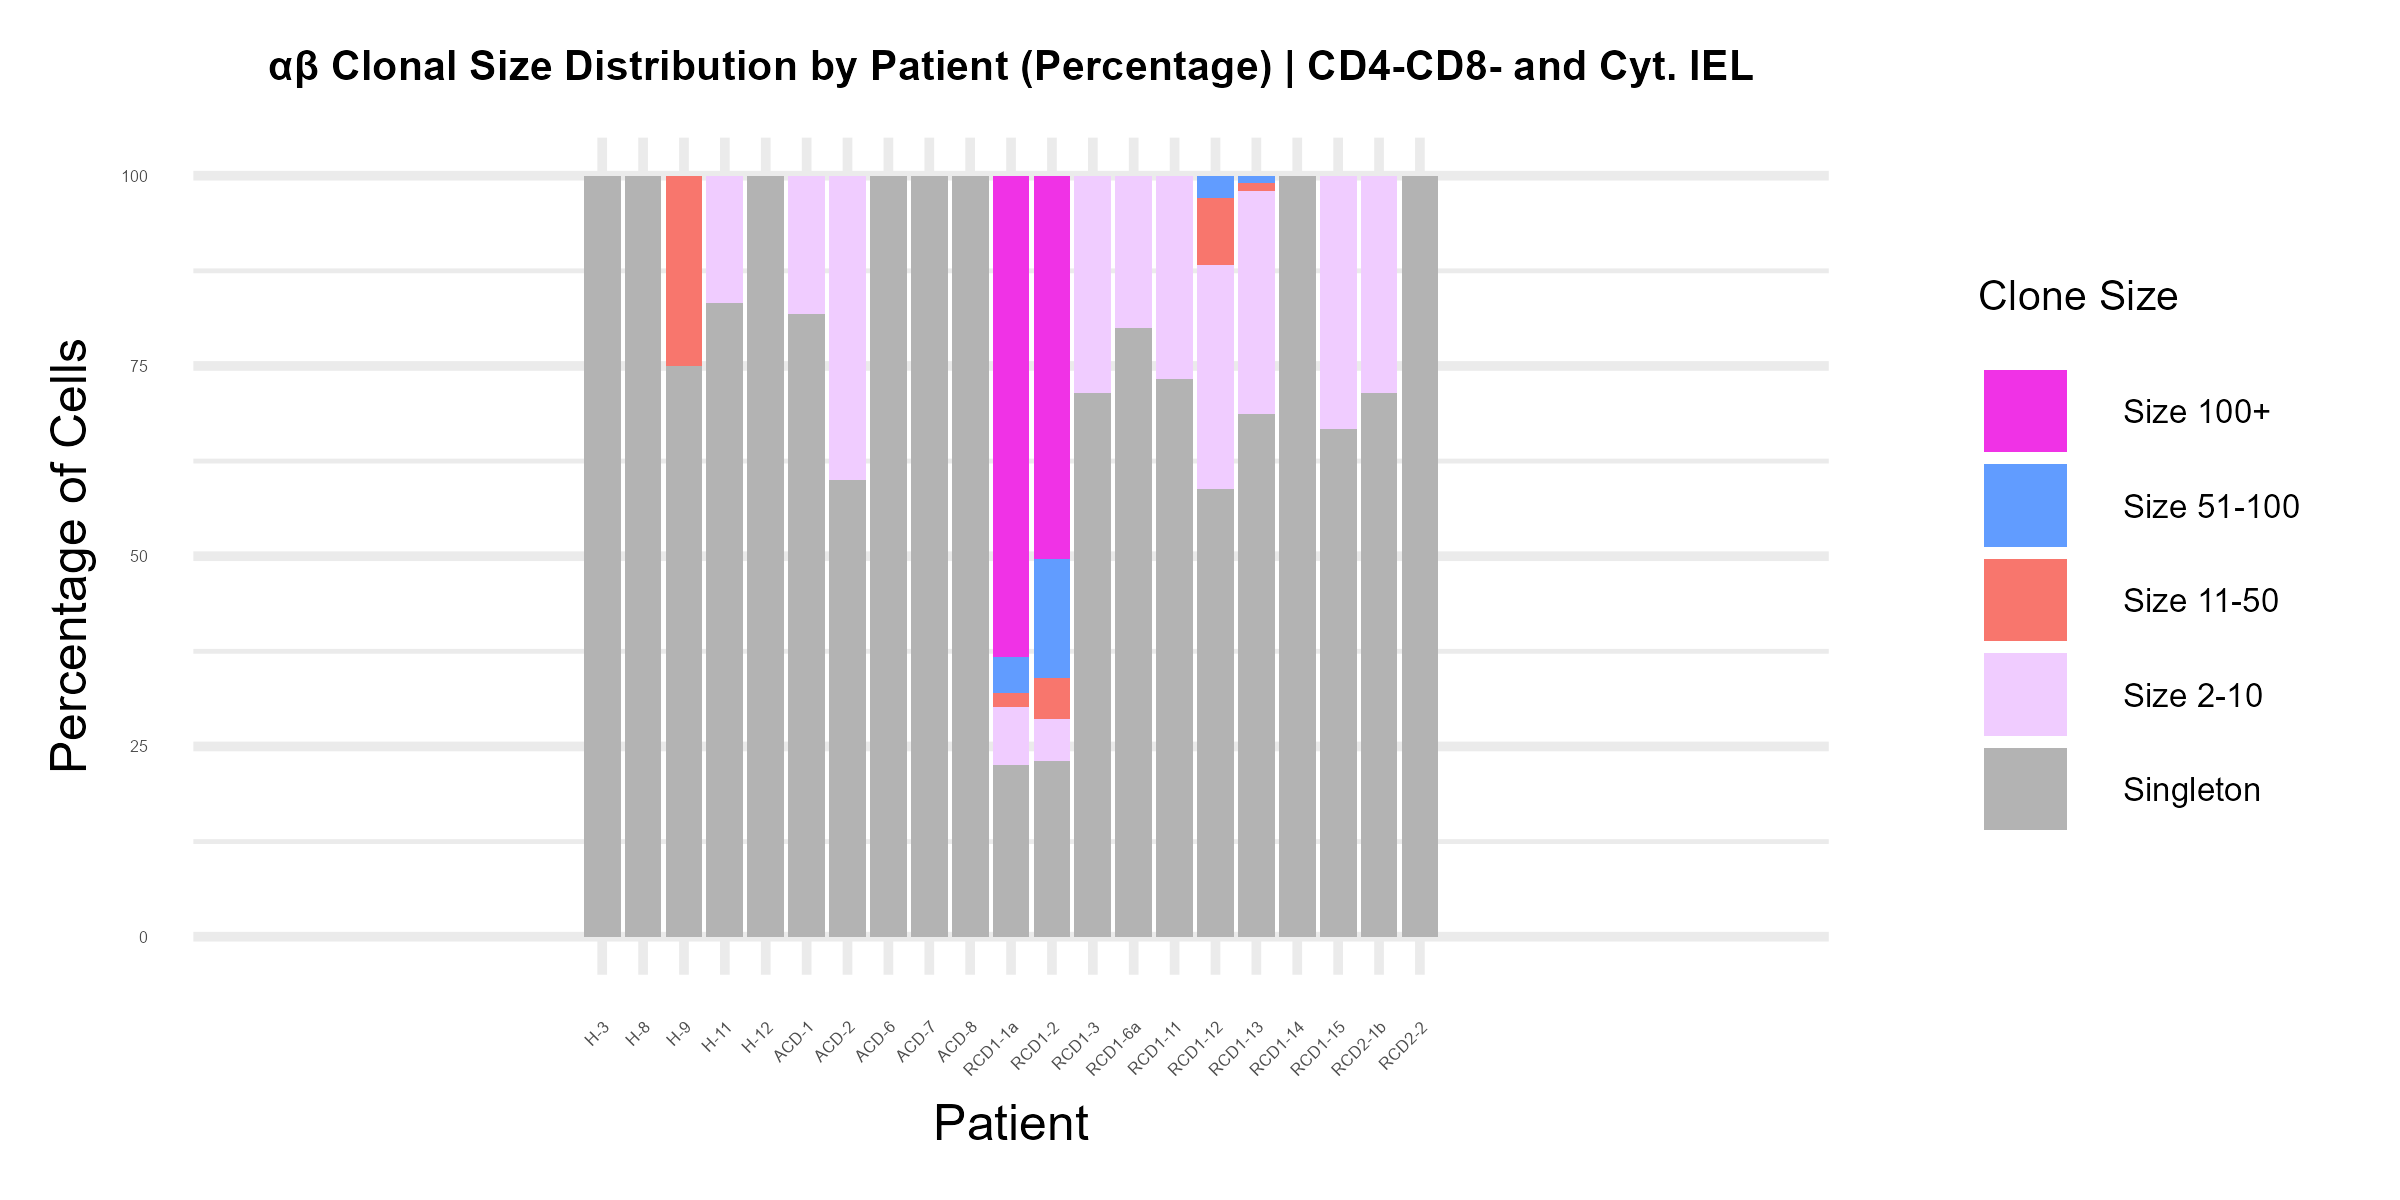 αβ Clonal Size Distribution by Patient (Percentage) | CD4-CD8- and Cyt. IEL
Percentage of Cells
100
75
50
25
0
H-3
H-8
H-9
H-11
H-12
ACD-1
ACD-2
ACD-6
ACD-7
ACD-8
RCD1-1a
RCD1-2
RCD1-3
RCD1-6a
RCD1-11
RCD1-12
RCD1-13
RCD1-14
RCD1-15
RCD2-1b
RCD2-2
Patient
Clone Size
Size 100+
Size 51-100
Size 11-50
Size 2-10
Singleton